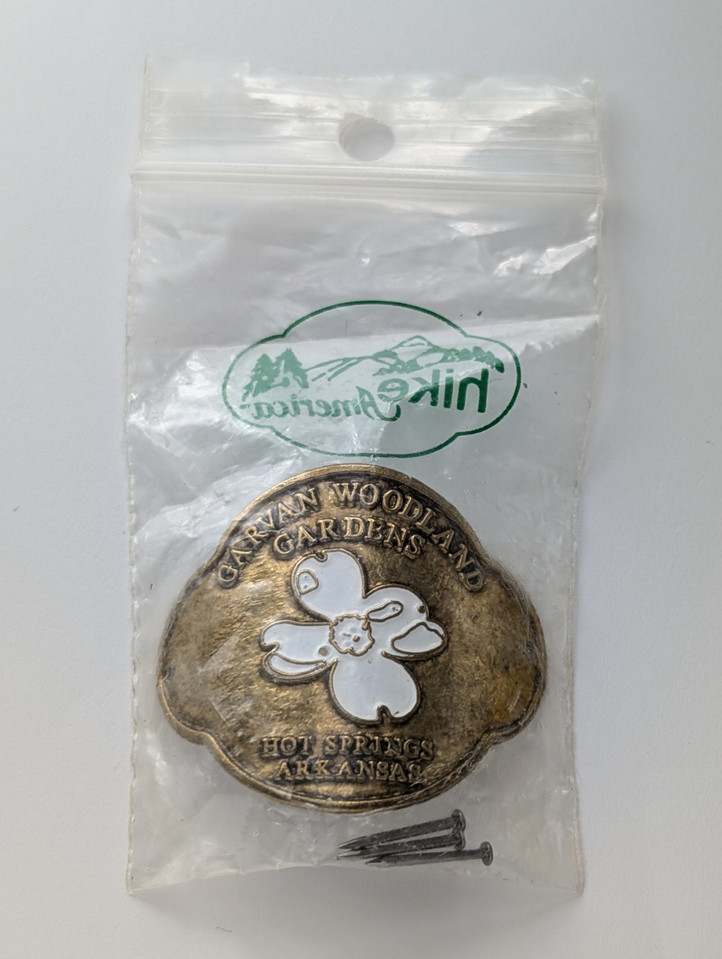 hike
America
GARVAN WOODLAND
GARDENS
HOT SPRINGS
ARKANSAS